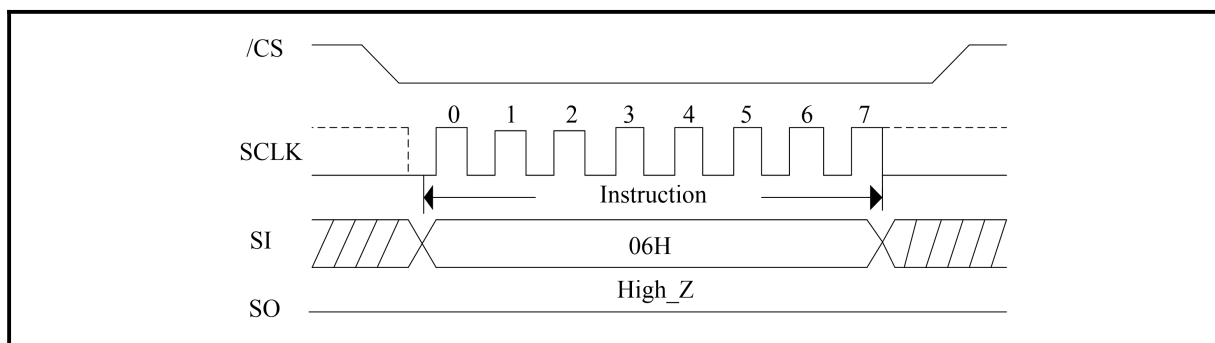 /CS
0 1 2 3 4 5 6 7
SCLK
Instruction
SI
06H
High_Z
SO